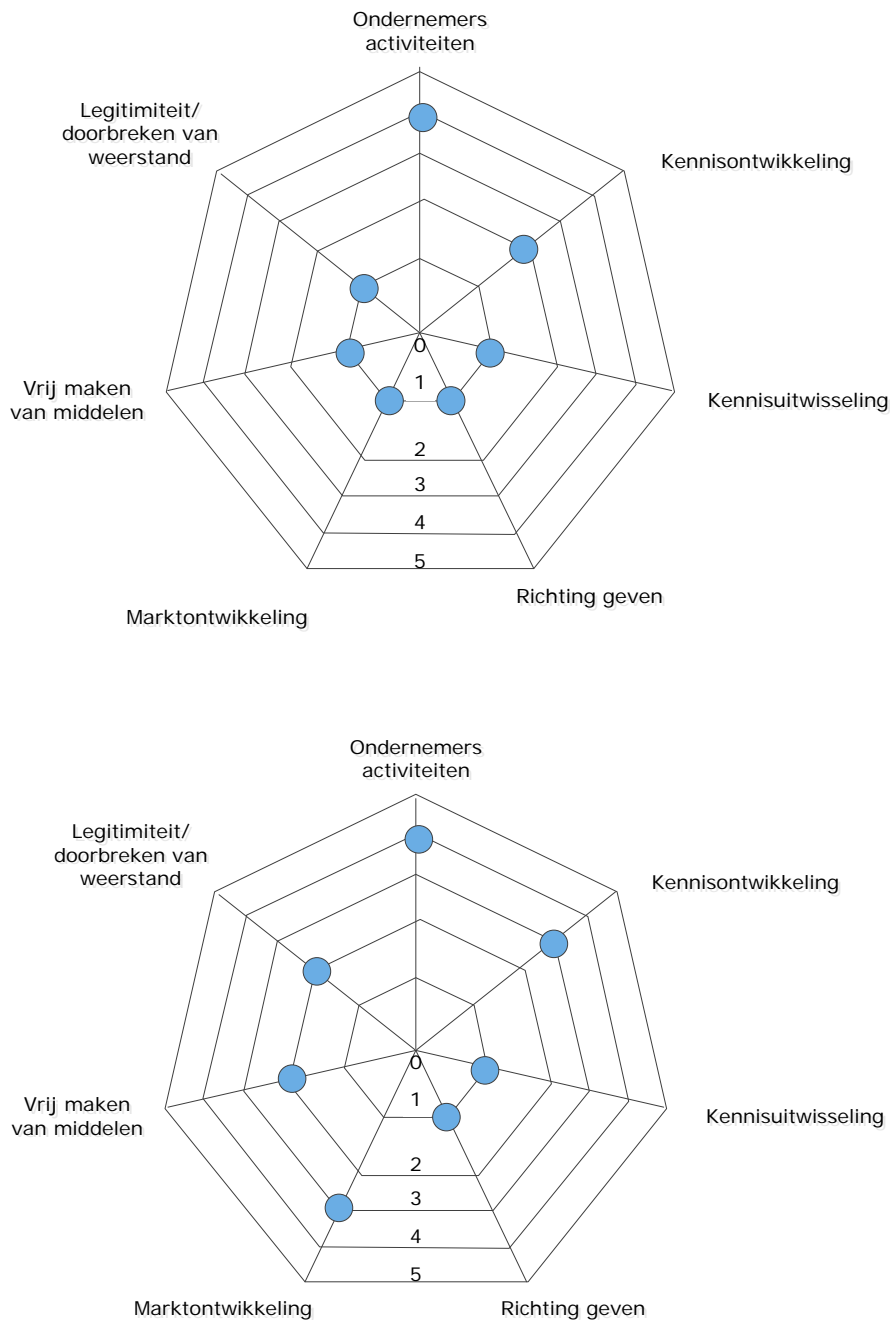 Ondernemers
activiteiten
Legitimiteit/
doorbreken van
weerstand
Kennisontwikkeling
0
1
Vrij maken
van middelen
Kennisuitwisseling
2
3
4
5
Richting geven
Marktontwikkeling
Ondernemers
activiteiten
Legitimiteit/
doorbreken van
weerstand
Kennisontwikkeling
0
1
Vrij maken
van middelen
Kennisuitwisseling
2
3
4
5
Marktontwikkeling
Richting geven